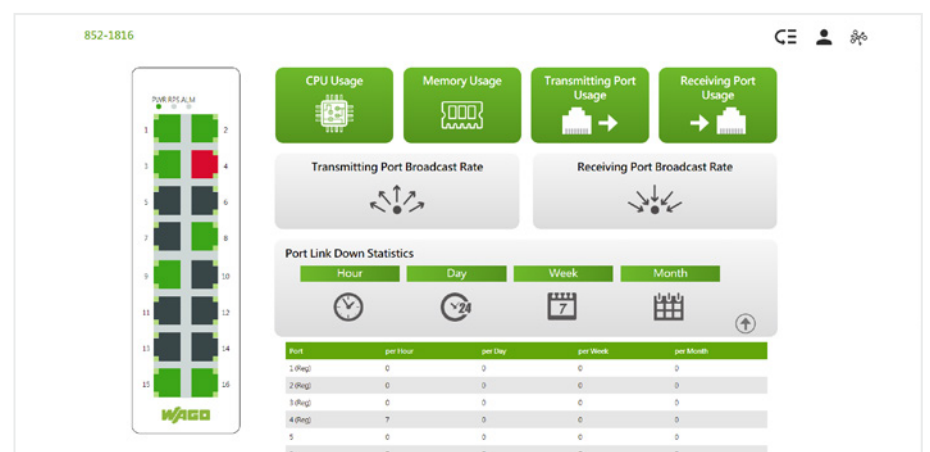 852-1816
PWR RPS ALM
1 2
3 4
5 6
7 8
9 10
11 12
13 14
15 16
WAGO
CPU Usage
Memory Usage
Transmitting Port
Usage
Receiving Port
Usage
Transmitting Port Broadcast Rate
Receiving Port Broadcast Rate
Port Link Down Statistics
Hour Day Week Month
24 7
Port per Hour per Day per Week per Month
1 (Reg) 0 0 0 0
2 (Reg) 0 0 0 0
3 (Reg) 0 0 0 0
4 (Reg) 7 0 0 0
5 0 0 0 0